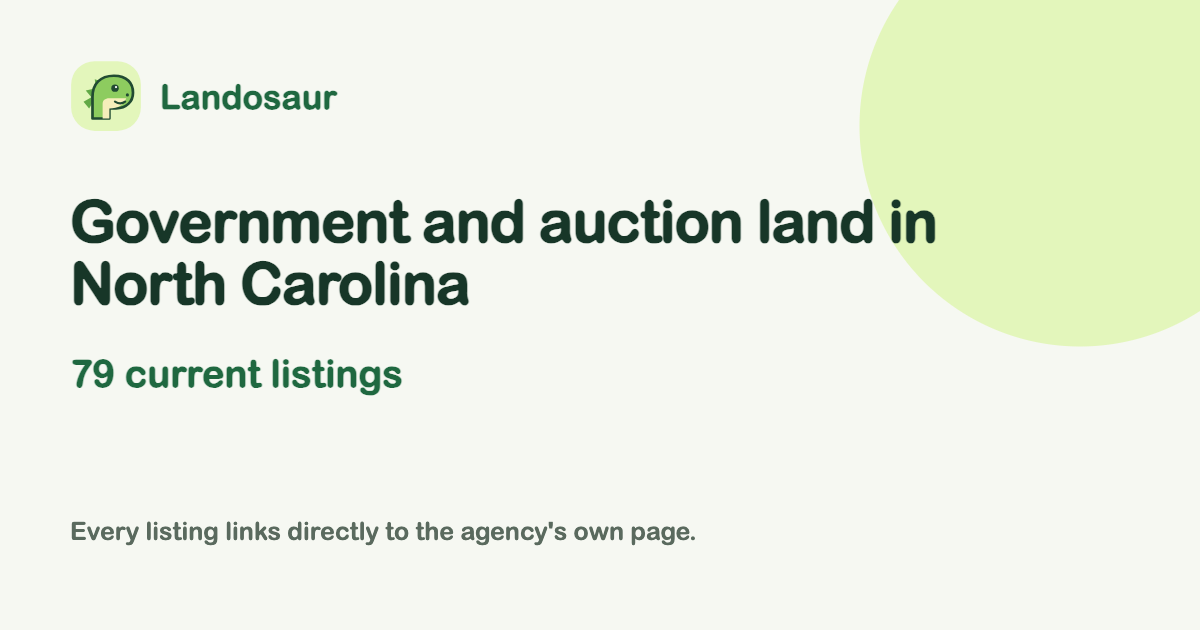 Landosaur
Government and auction land in
North Carolina
79 current listings
Every listing links directly to the agency's own page.